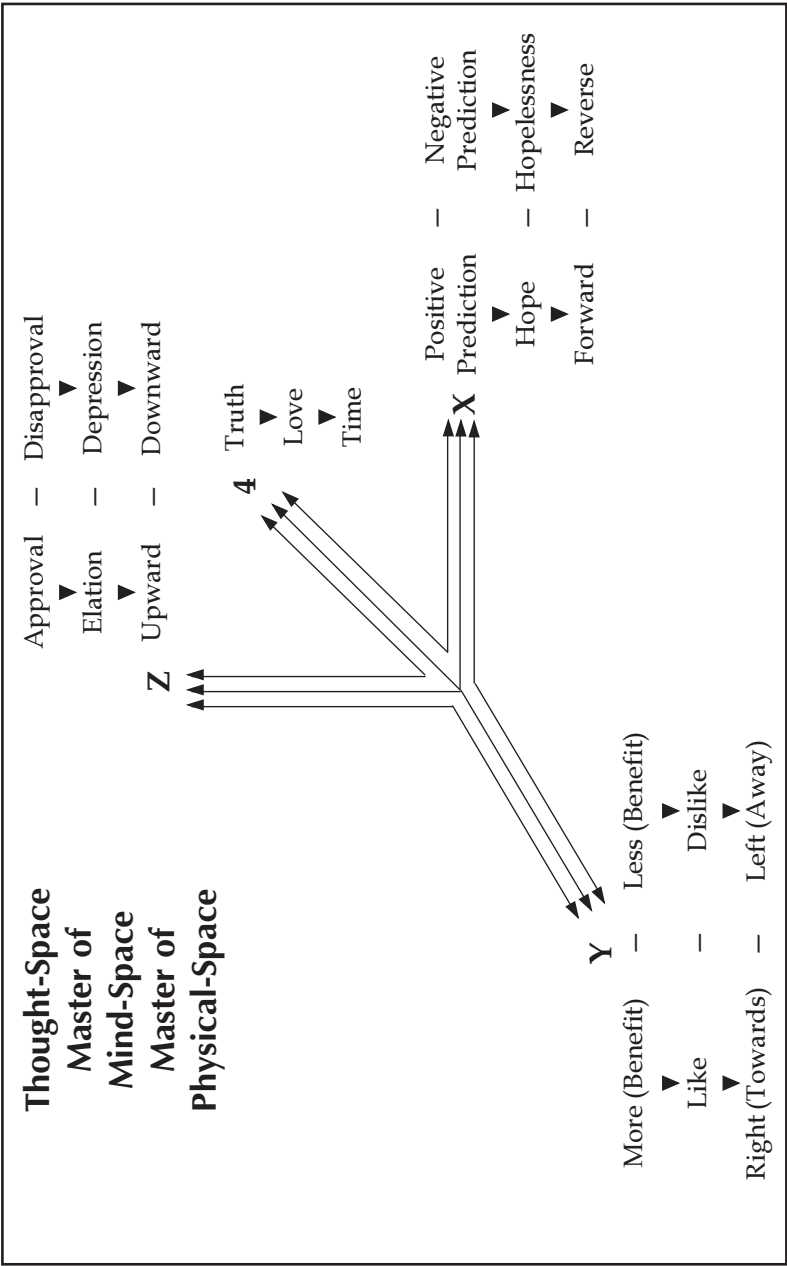 Thought-Space
Master of
Mind-Space
Master of
Physical-Space
Z
Approval – Disapproval
Elation – Depression
Upward – Downward
4
Truth
Love
Time
X
Positive Prediction – Negative Prediction
Hope – Hopelessness
Forward – Reverse
Y
More (Benefit) – Less (Benefit)
Like – Dislike
Right (Towards) – Left (Away)